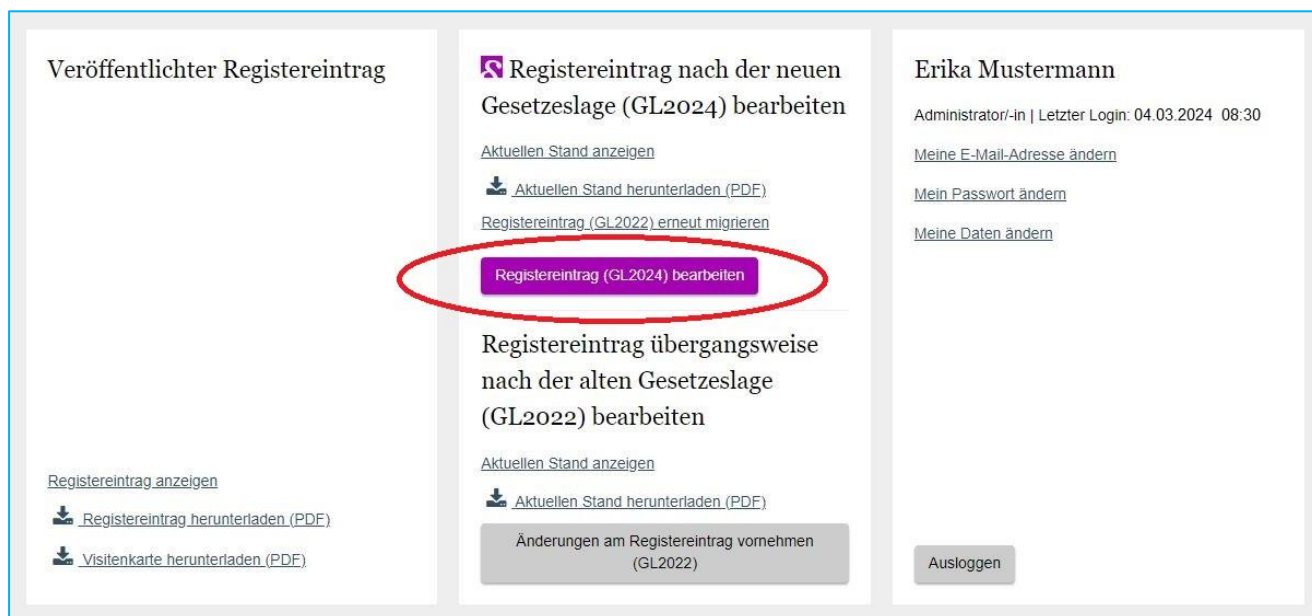 Veröffentlichter Registereintrag
Registereintrag anzeigen
Registereintrag herunterladen (PDF)
Visitenkarte herunterladen (PDF)
Registereintrag nach der neuen
Gesetzeslage (GL2024) bearbeiten
Aktuellen Stand anzeigen
Aktuellen Stand herunterladen (PDF)
Registereintrag (GL2022) erneut migrieren
Registereintrag (GL2024) bearbeiten
Registereintrag übergangsweise
nach der alten Gesetzeslage
(GL2022) bearbeiten
Aktuellen Stand anzeigen
Aktuellen Stand herunterladen (PDF)
Änderungen am Registereintrag vornehmen
(GL2022)
Erika Mustermann
Administrator/-in | Letzter Login: 04.03.2024 08:30
Meine E-Mail-Adresse ändern
Mein Passwort ändern
Meine Daten ändern
Ausloggen